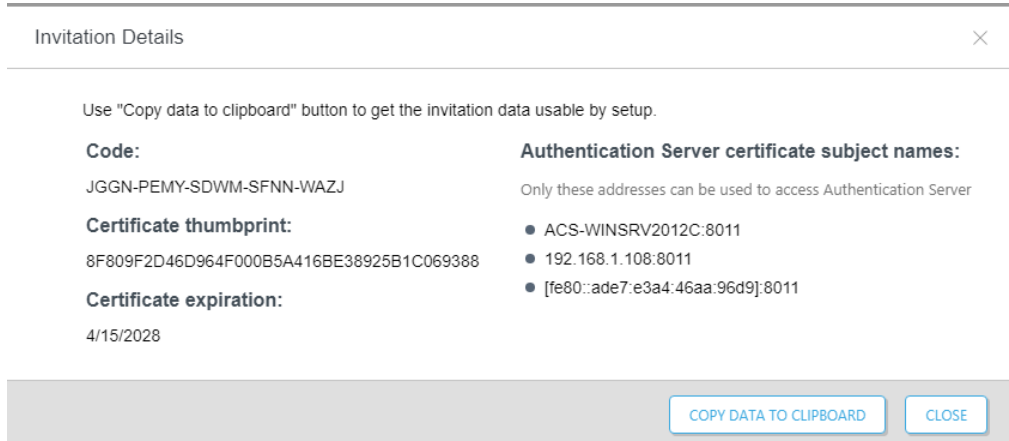 Invitation Details
Use "Copy data to clipboard" button to get the invitation data usable by setup.
Code:
JGGN-PEMY-SDWM-SFNN-WAZJ
Certificate thumbprint:
8F809F2D46D964F000B5A416BE38925B1C069388
Certificate expiration:
4/15/2028
Authentication Server certificate subject names:
Only these addresses can be used to access Authentication Server
ACS-WINSRV2012C:8011
192.168.1.108:8011
[fe80::ade7:e3a4:46aa:96d9]:8011
COPY DATA TO CLIPBOARD
CLOSE